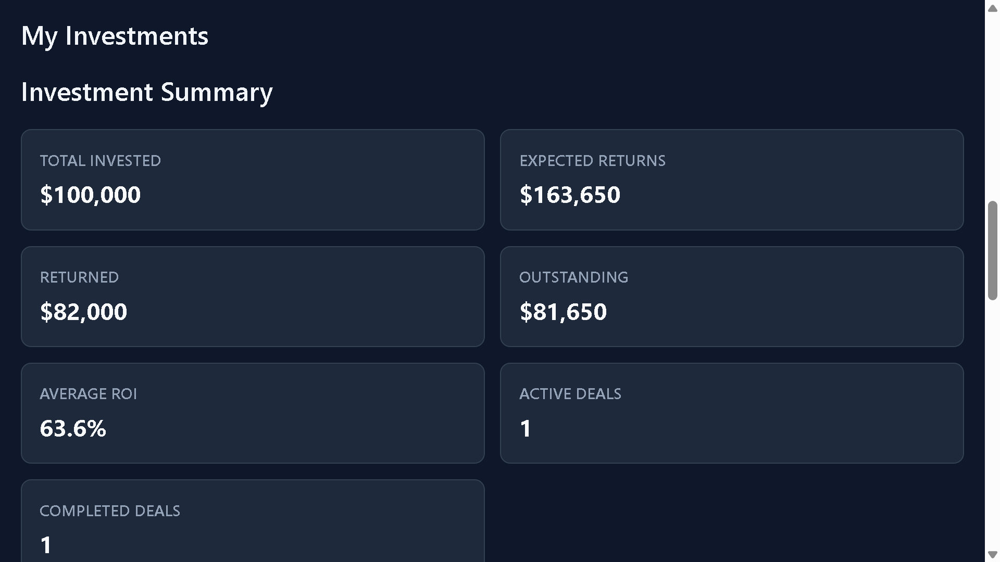 My Investments
Investment Summary
TOTAL INVESTED
$100,000
EXPECTED RETURNS
$163,650
RETURNED
$82,000
OUTSTANDING
$81,650
AVERAGE ROI
63.6%
ACTIVE DEALS
1
COMPLETED DEALS
1